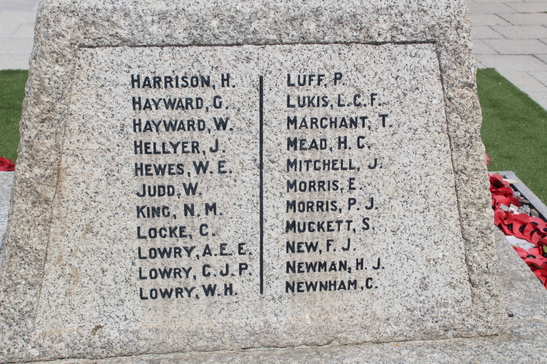 HARRISON, H.
HAYWARD, G.
HAYWARD, W.
HELLYER, J.
HEWES, W.E.
JUDD, W.
KING, N.M.
LOCKE, C.
LOWRY, A.E.E.
LOWRY, C.J.P.
LOWRY, W.H.
LUFF, P.
LUKIS, L.C.F.
MARCHANT, T.
MEAD, H.C.
MITCHELL, J.
MORRIS, E.
MORRIS, P.J.
MUCKETT, S.
NEW, F.J.
NEWMAN, H.J.
NEWNHAM, C.